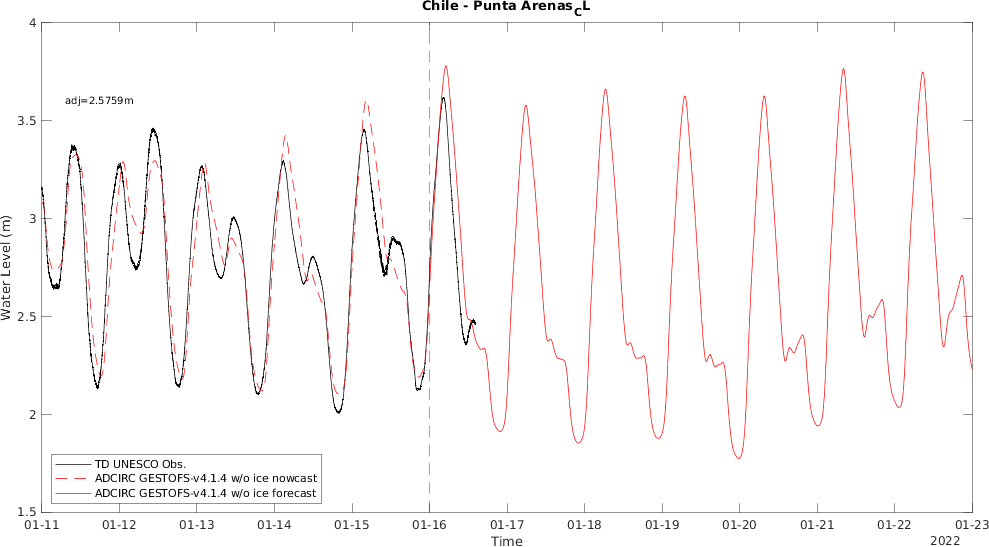 Chile - Punta Arenas_CL
4
adj=2.5759m
3.5
3
Water Level (m)
2.5
2
TD UNESCO Obs.
ADCIRC GESTOFS-v4.1.4 w/o ice nowcast
ADCIRC GESTOFS-v4.1.4 w/o ice forecast
1.5
01-11 01-12 01-13 01-14 01-15 01-16 01-17 01-18 01-19 01-20 01-21 01-22 01-23
Time
2022